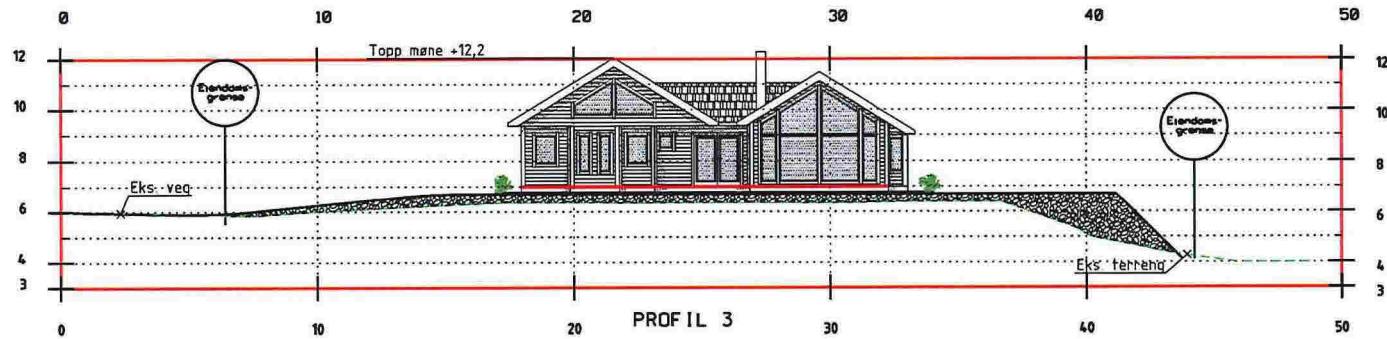 0 10 20 30 40 50
Topp møne +12,2
12 12
Eiendoms-
grense
10 10
Eiendoms-
grense
8 8
Eks. veg
6 6
4 4
Eks terreng
3 3
PROFIL 3
0 10 20 30 40 50